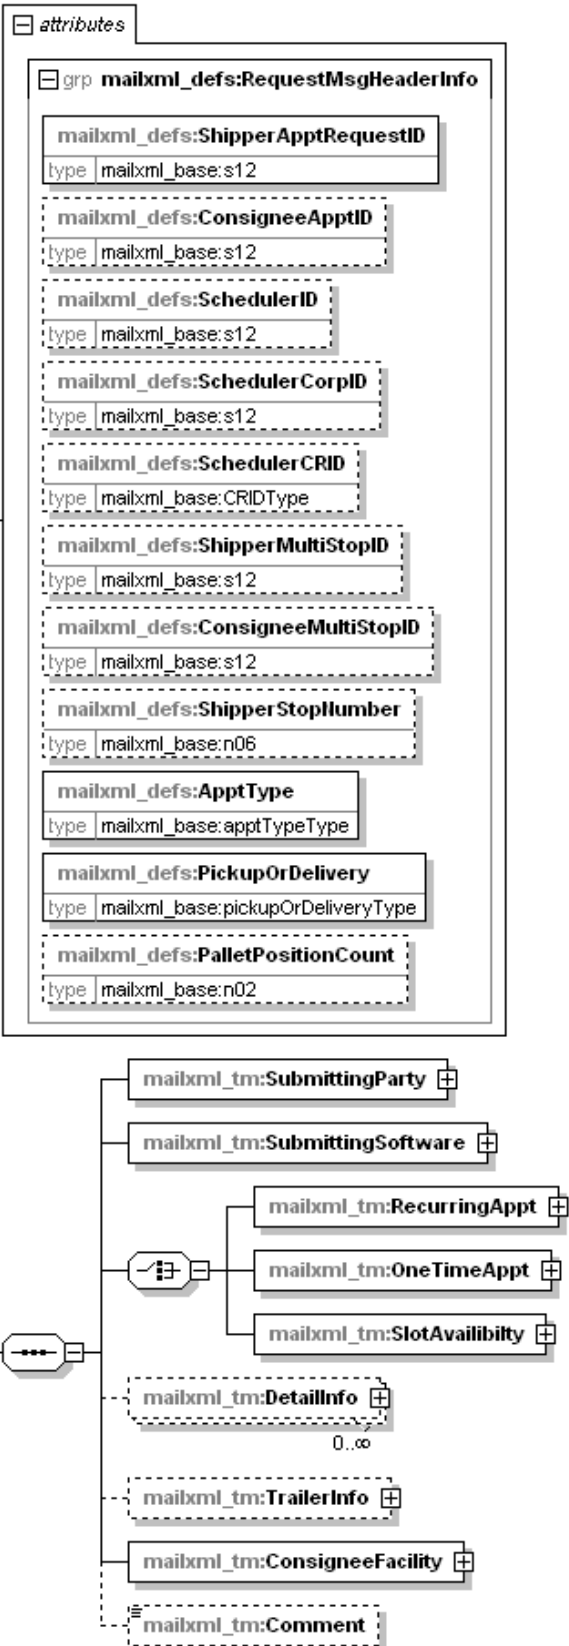 attributes
grp mailxml_defs:RequestMsgHeaderInfo
mailxml_defs:ShipperApptRequestID
type mailxml_base:s12
mailxml_defs:ConsigneeApptID
type mailxml_base:s12
mailxml_defs:SchedulerID
type mailxml_base:s12
mailxml_defs:SchedulerCorpID
type mailxml_base:s12
mailxml_defs:SchedulerCRID
type mailxml_base:CRIDType
mailxml_defs:ShipperMultiStopID
type mailxml_base:s12
mailxml_defs:ConsigneeMultiStopID
type mailxml_base:s12
mailxml_defs:ShipperStopNumber
type mailxml_base:n06
mailxml_defs:ApptType
type mailxml_base:apptTypeType
mailxml_defs:PickupOrDelivery
type mailxml_base:pickupOrDeliveryType
mailxml_defs:PalletPositionCount
type mailxml_base:n02
mailxml_tm:SubmittingParty
mailxml_tm:SubmittingSoftware
mailxml_tm:RecurringAppt
mailxml_tm:OneTimeAppt
mailxml_tm:SlotAvailibilty
mailxml_tm:DetailInfo
0..∞
mailxml_tm:TrailerInfo
mailxml_tm:ConsigneeFacility
mailxml_tm:Comment